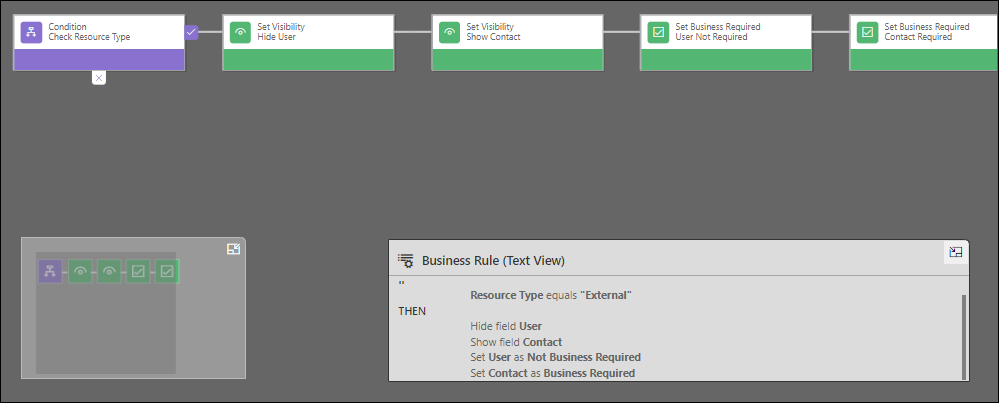 Condition
Check Resource Type
Set Visibility
Hide User
Set Visibility
Show Contact
Set Business Required
User Not Required
Set Business Required
Contact Required
Business Rule (Text View)
Resource Type equals "External"
THEN
Hide field User
Show field Contact
Set User as Not Business Required
Set Contact as Business Required